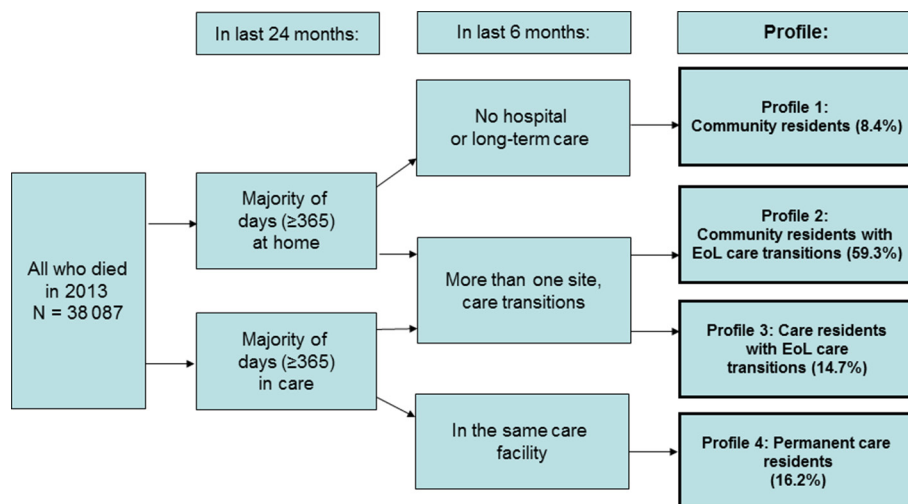 In last 24 months:
In last 6 months:
Profile:
All who died
in 2013
N = 38 087
Majority of
days (≥365)
at home
Majority of
days (≥365)
in care
No hospital
or long-term care
More than one site,
care transitions
In the same care
facility
Profile 1:
Community residents (8.4%)
Profile 2:
Community residents with
EoL care transitions (59.3%)
Profile 3: Care residents
with EoL care
transitions (14.7%)
Profile 4: Permanent care
residents
(16.2%)